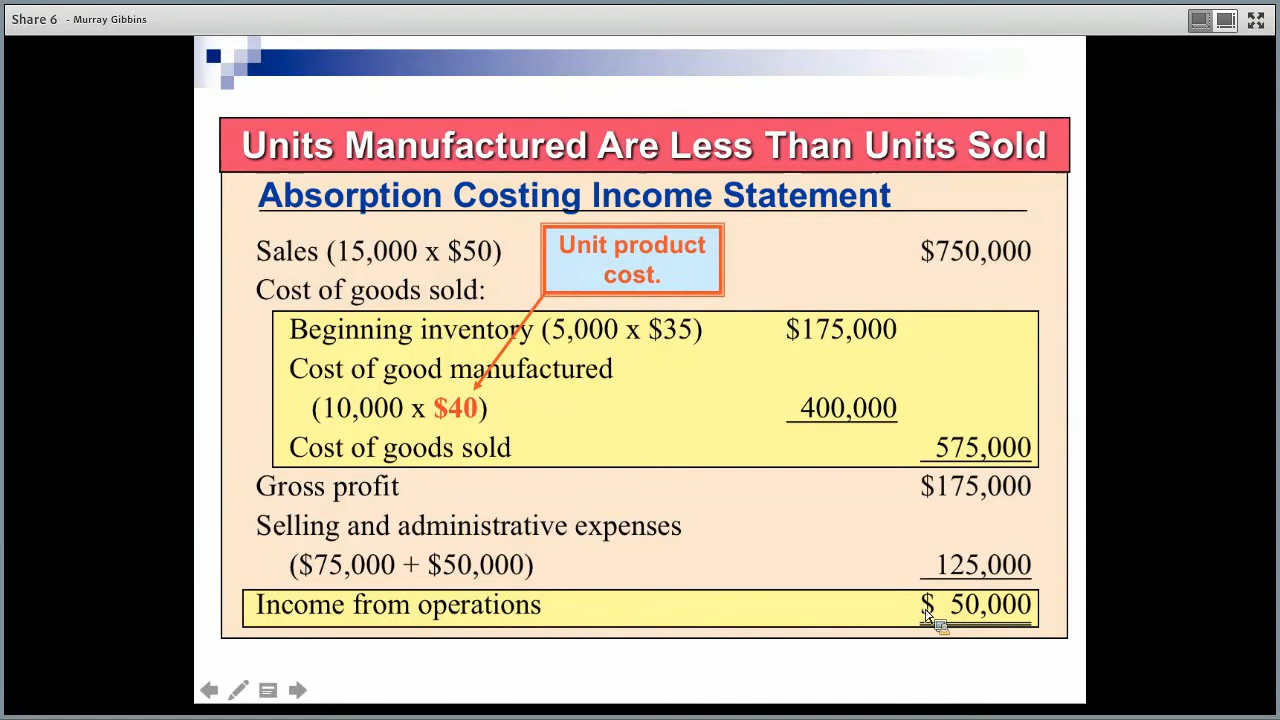 Share 6 - Murray Gibbins
Units Manufactured Are Less Than Units Sold
Absorption Costing Income Statement
Unit product
cost.
Sales (15,000 x $50) $750,000
Cost of goods sold:
Beginning inventory (5,000 x $35) $175,000
Cost of good manufactured
(10,000 x $40) 400,000
Cost of goods sold 575,000
Gross profit $175,000
Selling and administrative expenses
($75,000 + $50,000) 125,000
Income from operations $ 50,000